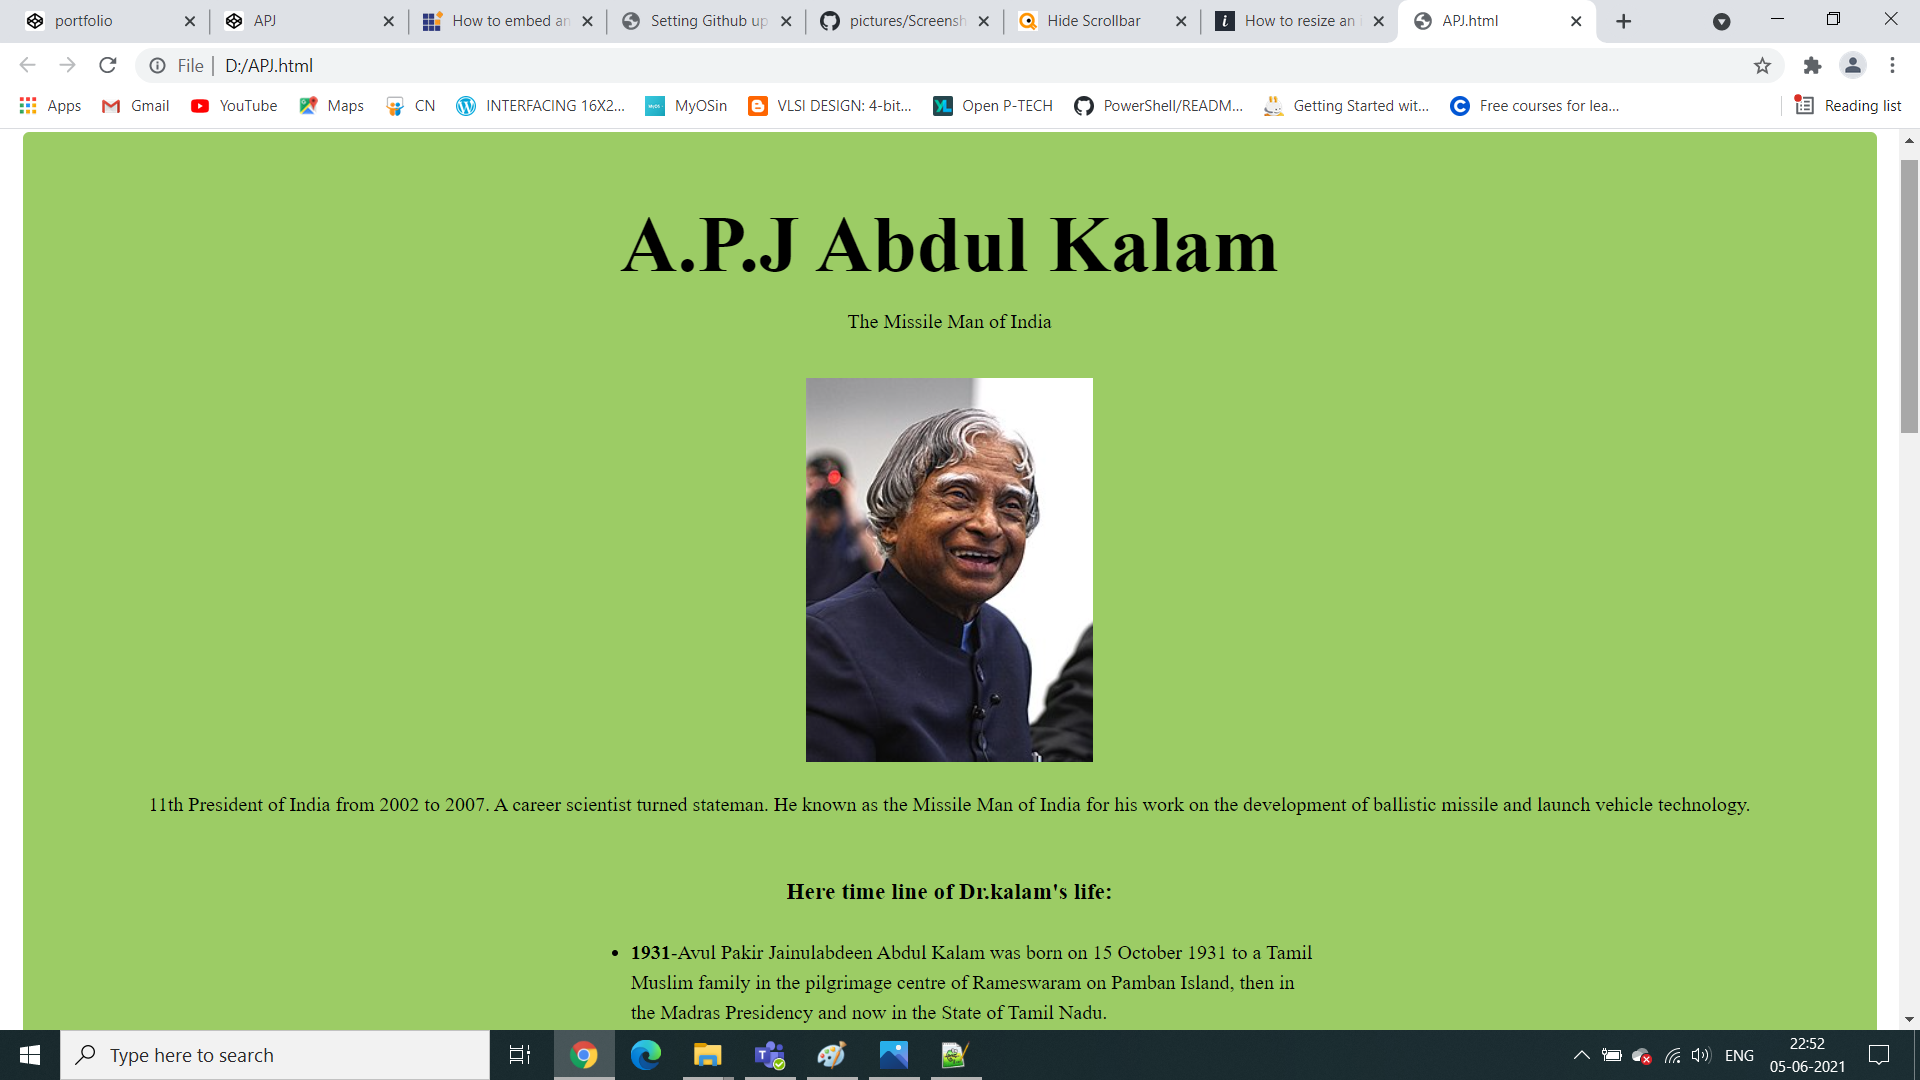 portfolio
APJ
How to embed an
Setting Github up
pictures/Screensh
Hide Scrollbar
How to resize an i
APJ.html
File | D:/APJ.html
Apps
Gmail
YouTube
Maps
CN
INTERFACING 16X2...
MyOSin
VLSI DESIGN: 4-bit...
Open P-TECH
PowerShell/READM...
Getting Started wit...
Free courses for lea...
Reading list
A.P.J Abdul Kalam
The Missile Man of India
11th President of India from 2002 to 2007. A career scientist turned stateman. He known as the Missile Man of India for his work on the development of ballistic missile and launch vehicle technology.
Here time line of Dr.kalam's life:
• 1931-Avul Pakir Jainulabdeen Abdul Kalam was born on 15 October 1931 to a Tamil
Muslim family in the pilgrimage centre of Rameswaram on Pamban Island, then in
the Madras Presidency and now in the State of Tamil Nadu.
Type here to search
ENG
22:52
05-06-2021